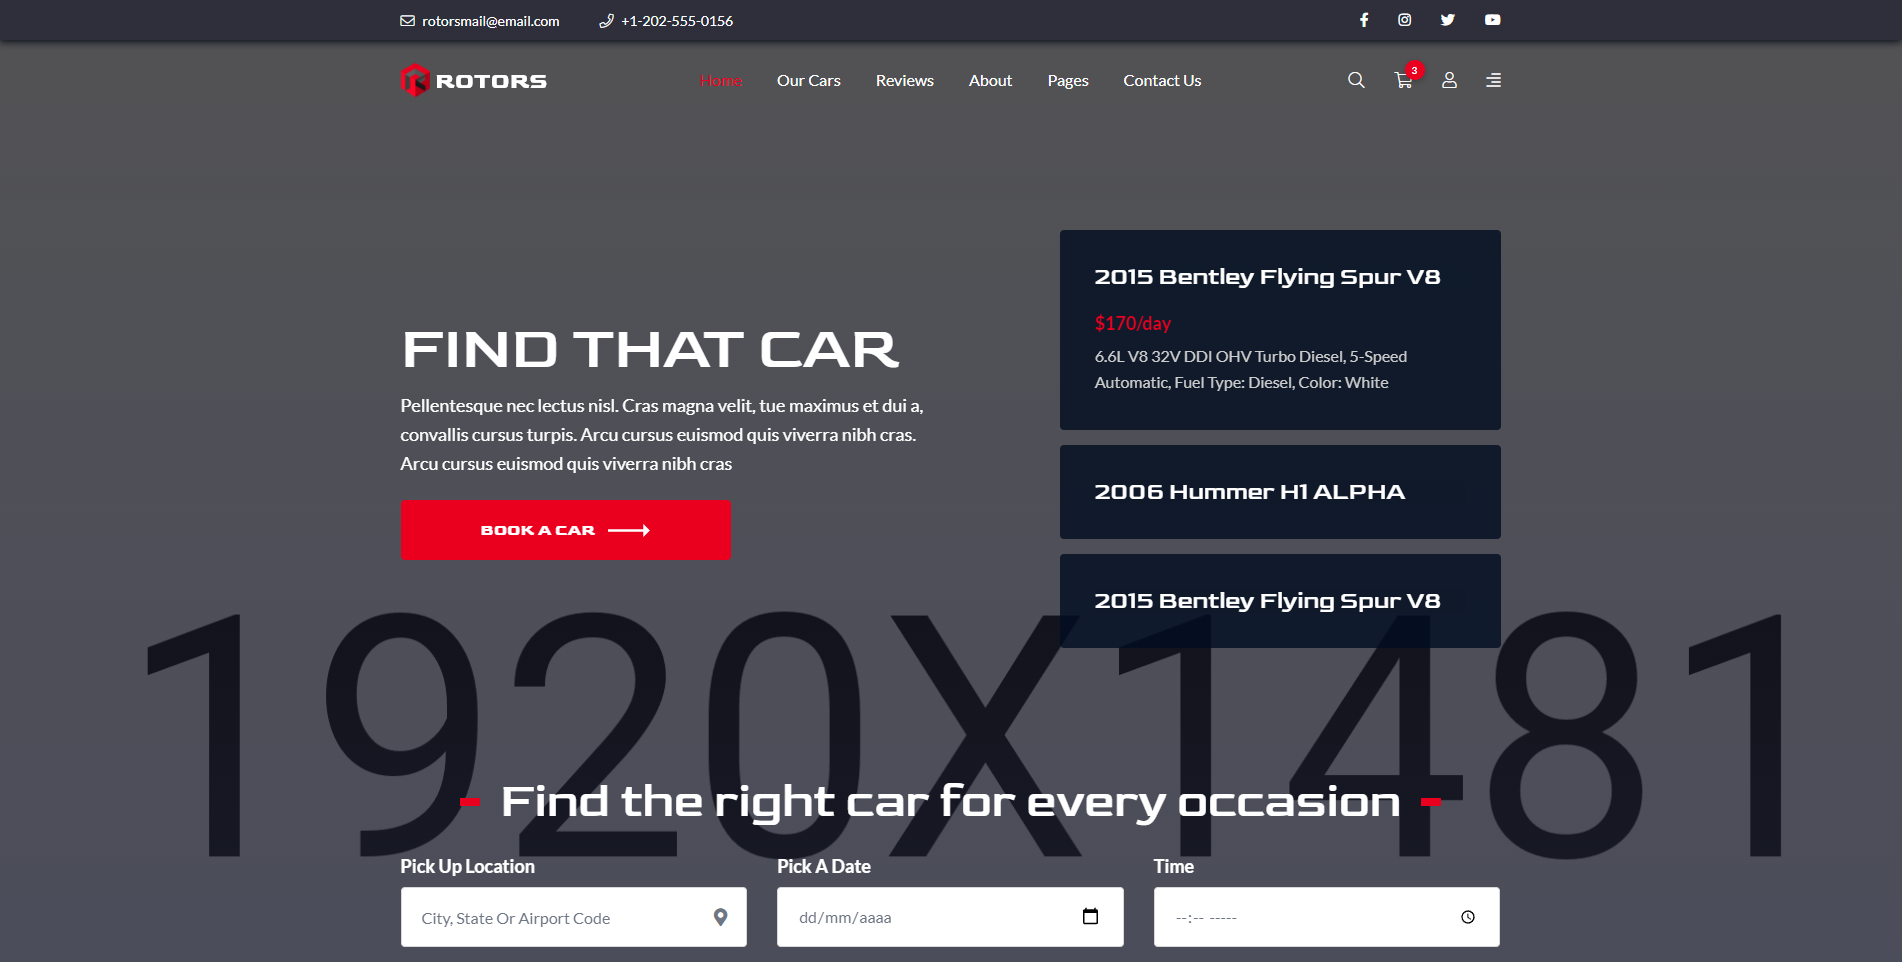 rotorsmail@email.com +1-202-555-0156
ROTORS Home Our Cars Reviews About Pages Contact Us 3
2015 Bentley Flying Spur V8
$170/day
6.6L V8 32V DDI OHV Turbo Diesel, 5-Speed
Automatic, Fuel Type: Diesel, Color: White
2006 Hummer H1 ALPHA
2015 Bentley Flying Spur V8
FIND THAT CAR
Pellentesque nec lectus nisl. Cras magna velit, tue maximus et dui a,
convallis cursus turpis. Arcu cursus euismod quis viverra nibh cras.
Arcu cursus euismod quis viverra nibh cras
BOOK A CAR
1920X1481
Find the right car for every occasion
Pick Up Location Pick A Date Time
City, State Or Airport Code dd/mm/aaaa --:-- -----